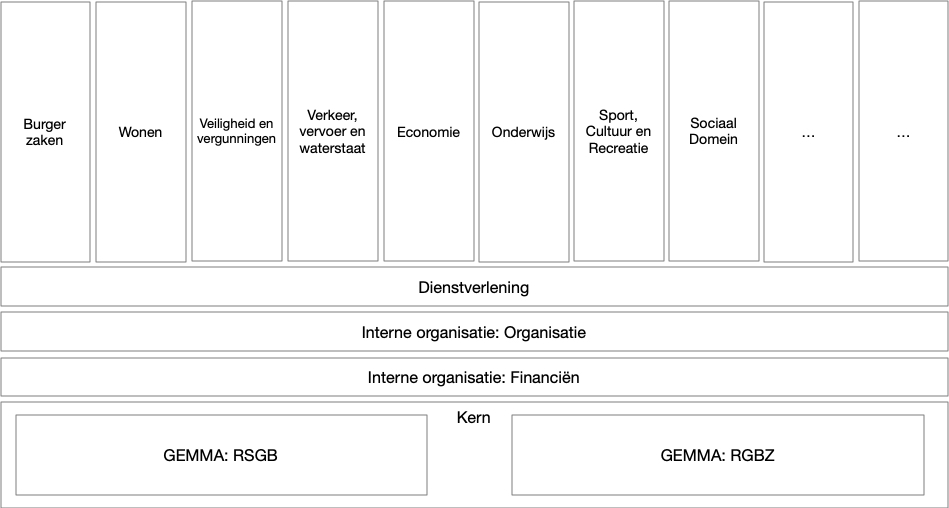 Burger
zaken
Wonen
Veiligheid en
vergunningen
Verkeer,
vervoer en
waterstaat
Economie
Onderwijs
Sport,
Cultuur en
Recreatie
Sociaal
Domein
...
...
Dienstverlening
Interne organisatie: Organisatie
Interne organisatie: Financiën
Kern
GEMMA: RSGB
GEMMA: RGBZ